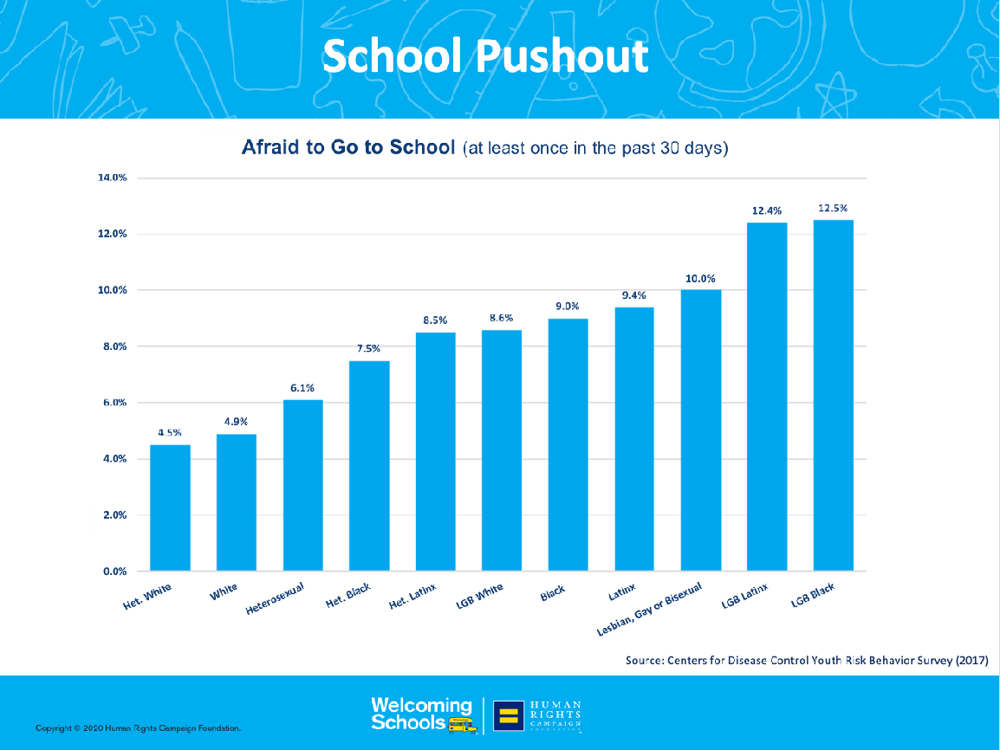 School Pushout
Afraid to Go to School (at least once in the past 30 days)
14.0%
12.0%
10.0%
8.0%
6.0%
4.0%
2.0%
0.0%
4.5%
4.9%
6.1%
7.5%
8.5%
8.6%
9.0%
9.4%
10.0%
12.4%
12.5%
Het. White
White
Heterosexual
Het. Black
Het. Latinx
LGB White
Black
Latinx
Lesbian, Gay or Bisexual
LGB Latinx
LGB Black
Source: Centers for Disease Control Youth Risk Behavior Survey (2017)
Copyright © 2020 Human Rights Campaign Foundation.
Welcoming
Schools
HUMAN
RIGHTS
CAMPAIGN
FOUNDATION